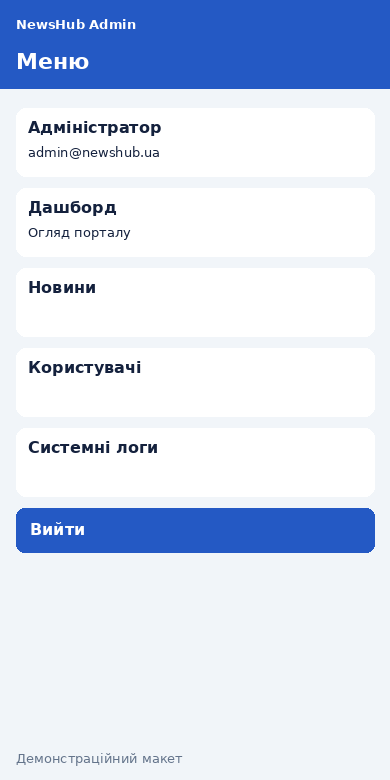 NewsHub Admin
Меню
Адміністратор
admin@newshub.ua
Дашборд
Огляд порталу
Новини
Користувачі
Системні логи
Вийти
Демонстраційний макет